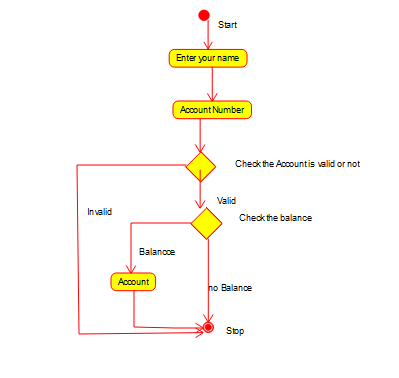 Start
Enter your name
Account Number
Check the Account is valid or not
Valid
Invalid
Check the balance
Balancce
Account
no Balance
Stop